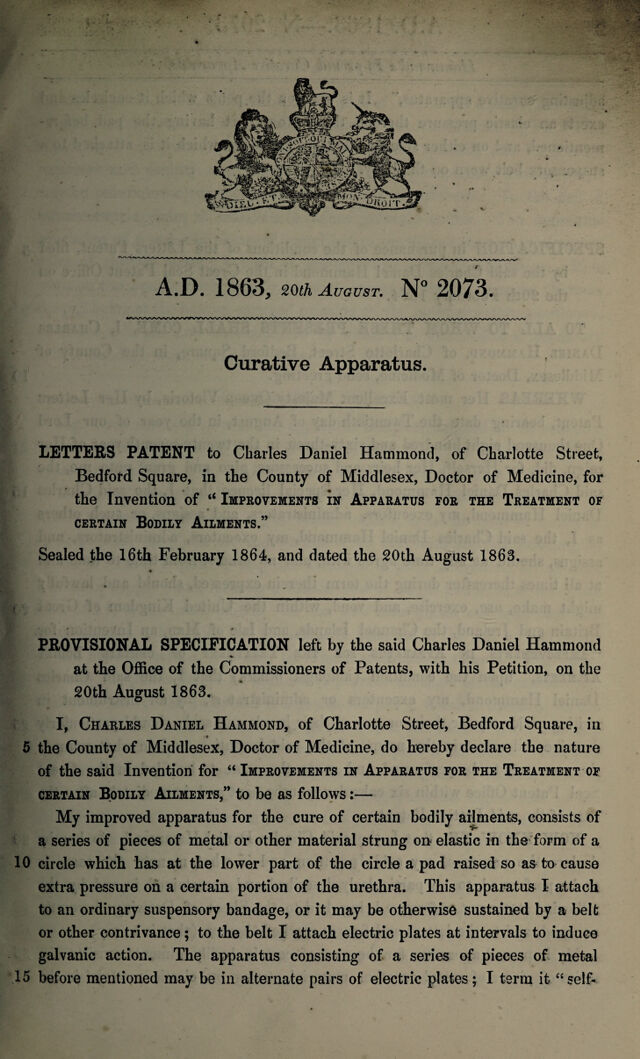 DIEU. ET MON DROIT.
A.D. 1863, 20th August. Nº 2073.
Curative Apparatus.
LETTERS PATENT to Charles Daniel Hammond, of Charlotte Street,
Bedford Square, in the County of Middlesex, Doctor of Medicine, for
the Invention of “ Improvements in Apparatus for the Treatment of
certain Bodily Ailments.”
Sealed the 16th February 1864, and dated the 20th August 1863.
PROVISIONAL SPECIFICATION left by the said Charles Daniel Hammond
at the Office of the Commissioners of Patents, with his Petition, on the
20th August 1863.
I, Charles Daniel Hammond, of Charlotte Street, Bedford Square, in
5 the County of Middlesex, Doctor of Medicine, do hereby declare the nature
of the said Invention for “ Improvements in Apparatus for the Treatment of
certain Bodily Ailments,” to be as follows :—
My improved apparatus for the cure of certain bodily ailments, consists of
a series of pieces of metal or other material strung on elastic in the form of a
10 circle which has at the lower part of the circle a pad raised so as to cause
extra pressure on a certain portion of the urethra. This apparatus I attach
to an ordinary suspensory bandage, or it may be otherwise sustained by a belt
or other contrivance ; to the belt I attach electric plates at intervals to induce
galvanic action. The apparatus consisting of a series of pieces of metal
15 before mentioned may be in alternate pairs of electric plates ; I term it “ self-